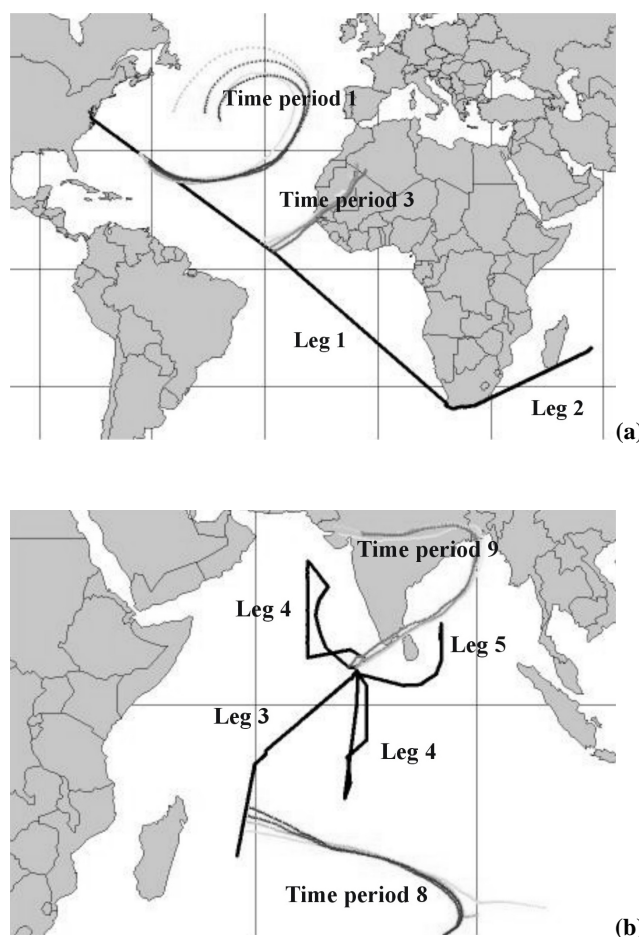 Time period 1
Time period 3
Leg 1
Leg 2
(a)
Time period 9
Leg 4
Leg 5
Leg 3
Leg 4
Time period 8
(b)